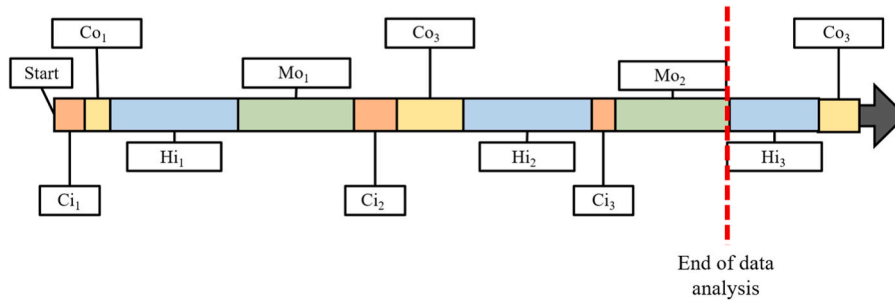 Co₁
Co₃
Co₃
Start
Mo₁
Mo₂
Hi₁
Hi₂
Hi₃
Ci₁
Ci₂
Ci₃
End of data
analysis